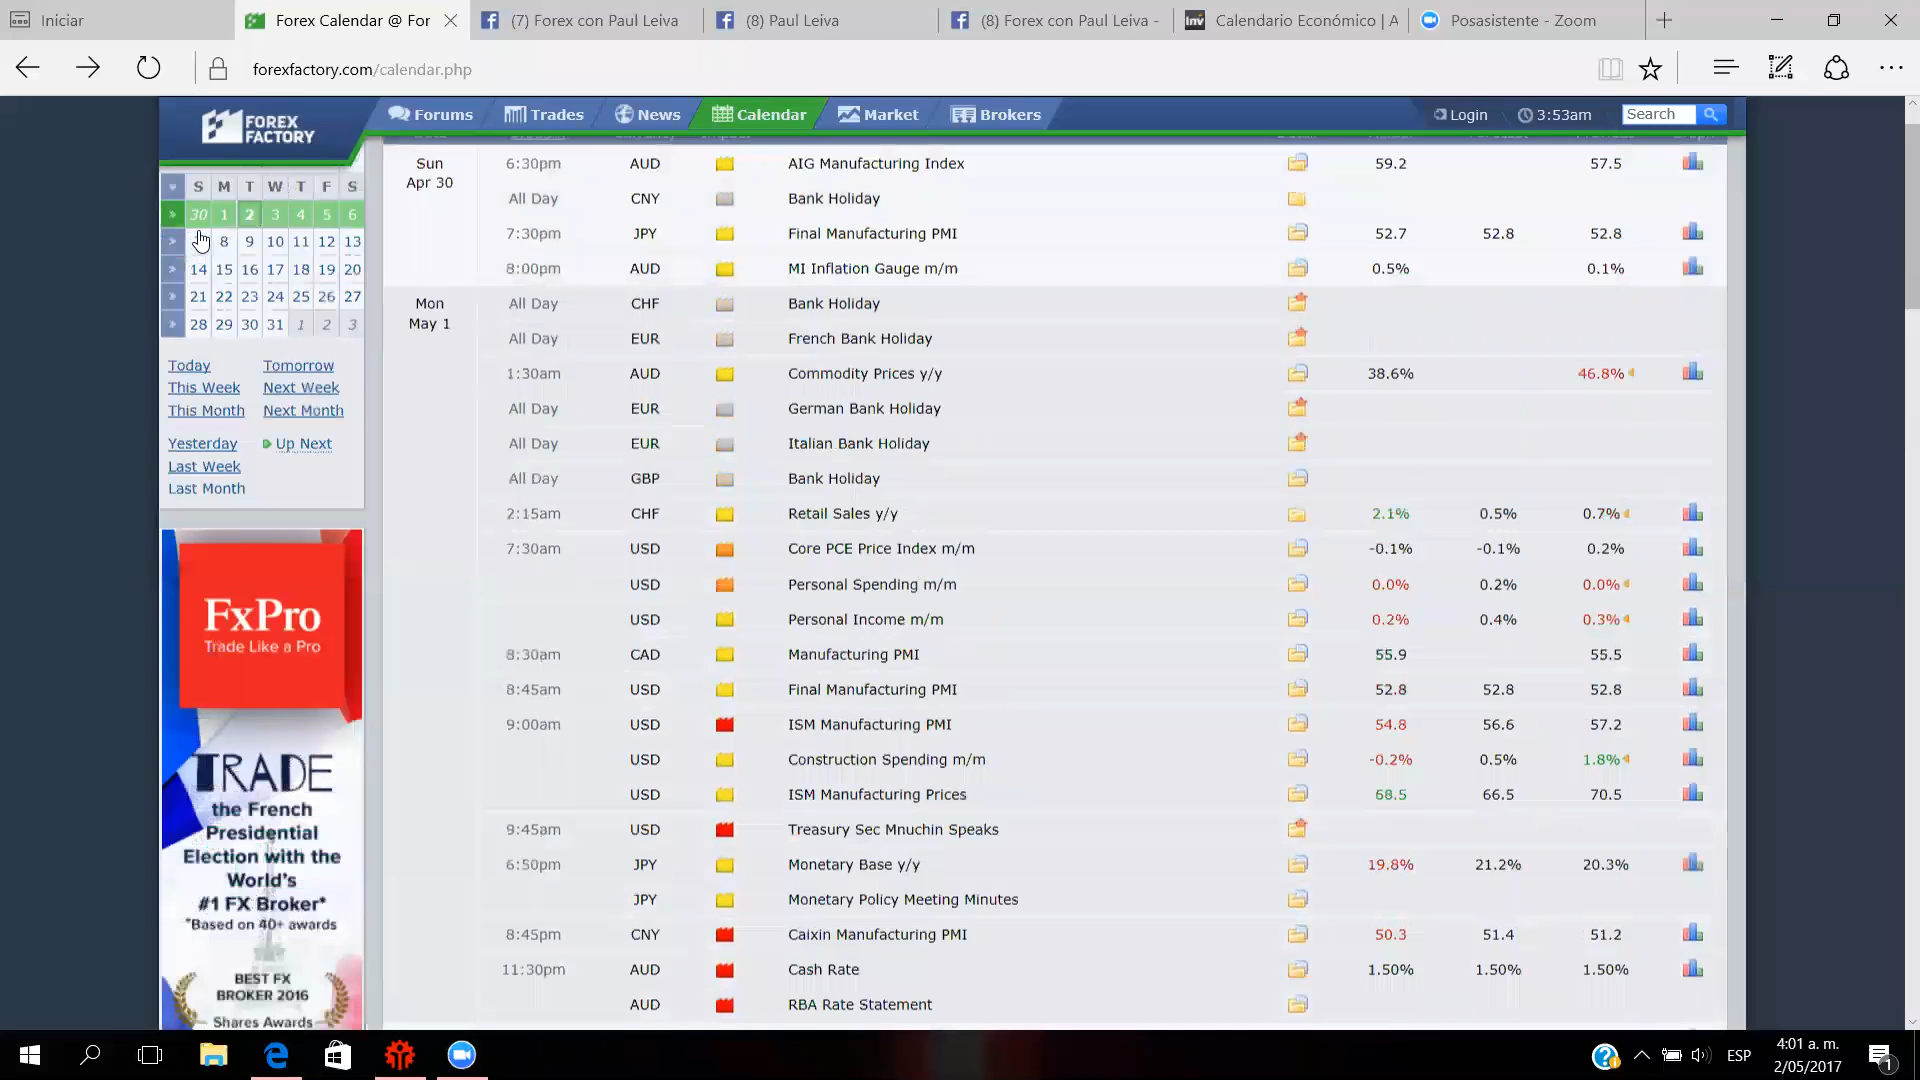 Iniciar
Forex Calendar @ For
(7) Forex con Paul Leiva
(8) Paul Leiva
(8) Forex con Paul Leiva -
Inv
Calendario Económico | A
Posasistente - Zoom
forexfactory.com/calendar.php
FOREX
FACTORY
Forums
Trades
News
Calendar
Market
Brokers
Login
3:53am
Search
S M T W T F S
30 1 2 3 4 5 6
8 9 10 11 12 13
14 15 16 17 18 19 20
21 22 23 24 25 26 27
28 29 30 31 1 2 3
Today Tomorrow
This Week Next Week
This Month Next Month
Yesterday Up Next
Last Week
Last Month
FxPro
Trade Like a Pro
TRADE
the French
Presidential
Election with the
World's
#1 FX Broker*
*Based on 40+ awards
BEST FX
BROKER 2016
Shares Awards
Sun
Apr 30
6:30pm AUD AIG Manufacturing Index 59.2 57.5
All Day CNY Bank Holiday
7:30pm JPY Final Manufacturing PMI 52.7 52.8 52.8
8:00pm AUD MI Inflation Gauge m/m 0.5% 0.1%
Mon
May 1
All Day CHF Bank Holiday
All Day EUR French Bank Holiday
1:30am AUD Commodity Prices y/y 38.6% 46.8%
All Day EUR German Bank Holiday
All Day EUR Italian Bank Holiday
All Day GBP Bank Holiday
2:15am CHF Retail Sales y/y 2.1% 0.5% 0.7%
7:30am USD Core PCE Price Index m/m -0.1% -0.1% 0.2%
USD Personal Spending m/m 0.0% 0.2% 0.0%
USD Personal Income m/m 0.2% 0.4% 0.3%
8:30am CAD Manufacturing PMI 55.9 55.5
8:45am USD Final Manufacturing PMI 52.8 52.8 52.8
9:00am USD ISM Manufacturing PMI 54.8 56.6 57.2
USD Construction Spending m/m -0.2% 0.5% 1.8%
USD ISM Manufacturing Prices 68.5 66.5 70.5
9:45am USD Treasury Sec Mnuchin Speaks
6:50pm JPY Monetary Base y/y 19.8% 21.2% 20.3%
JPY Monetary Policy Meeting Minutes
8:45pm CNY Caixin Manufacturing PMI 50.3 51.4 51.2
11:30pm AUD Cash Rate 1.50% 1.50% 1.50%
AUD RBA Rate Statement
ESP
4:01 a. m.
2/05/2017
1